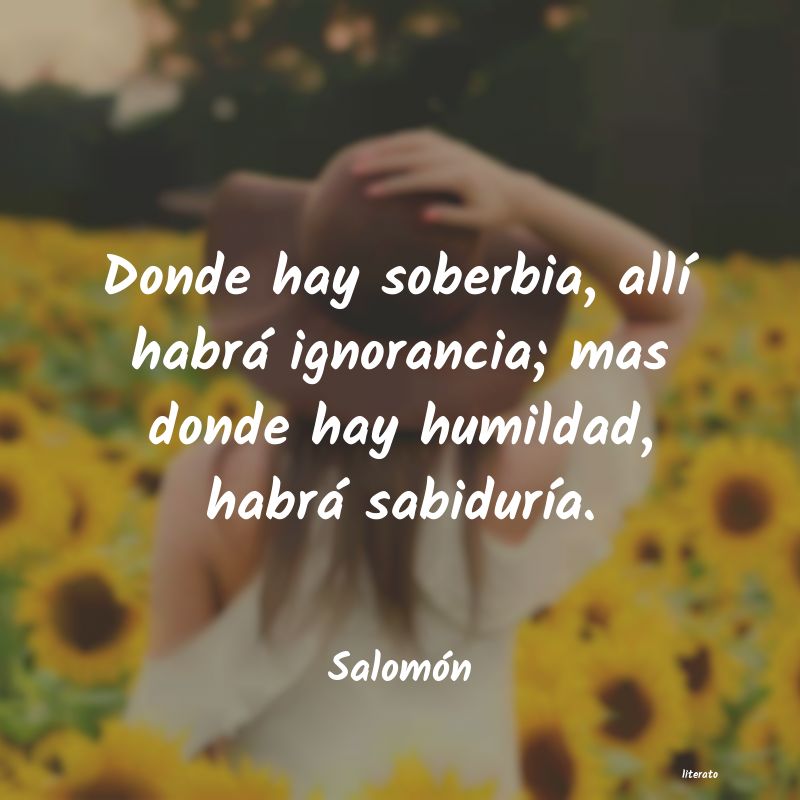 Donde hay soberbia, allí
habrá ignorancia; mas
donde hay humildad,
habrá sabiduría.
Salomón
literato